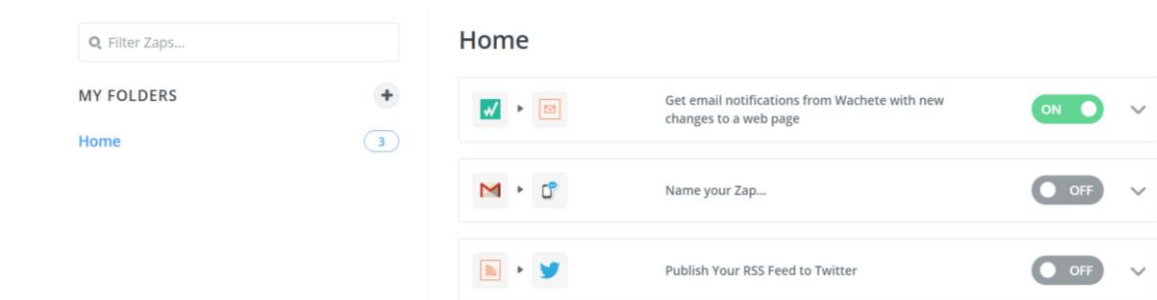 Filter Zaps...
MY FOLDERS
Home
3
Home
Get email notifications from Wachete with new
changes to a web page
ON
Name your Zap...
OFF
Publish Your RSS Feed to Twitter
OFF